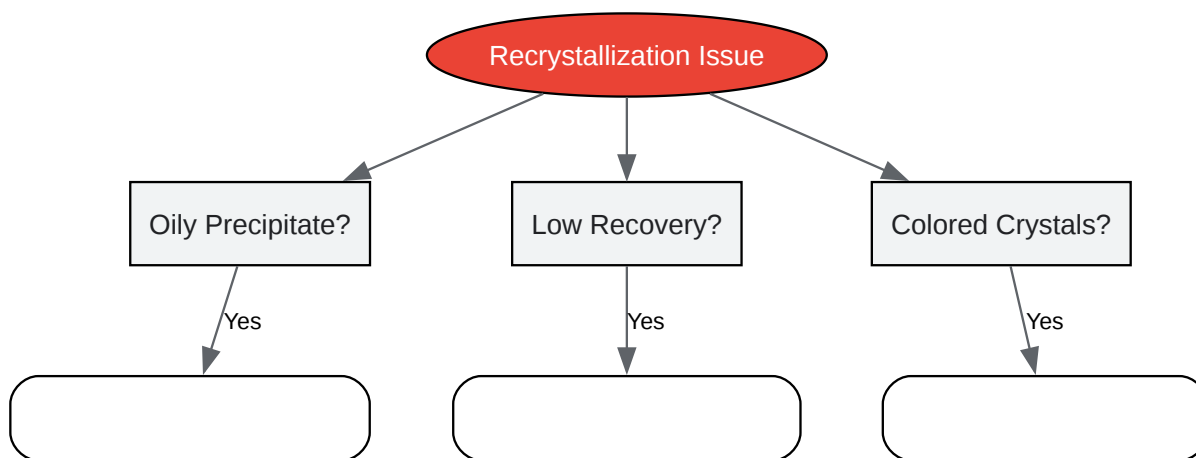 Recrystallization Issue
Oily Precipitate?
Low Recovery?
Colored Crystals?
Yes
Yes
Yes